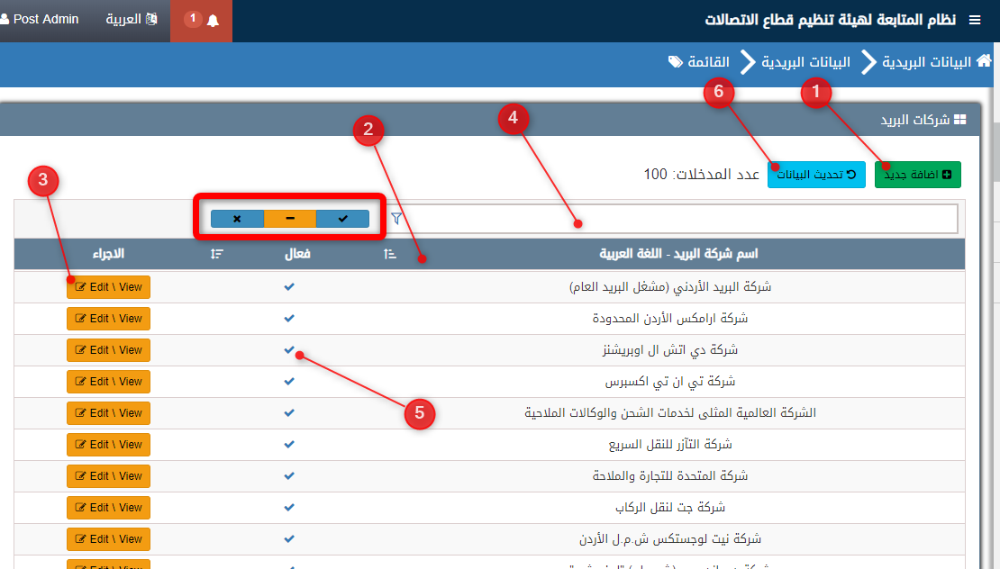 نظام المتابعة لهيئة تنظيم قطاع الاتصالات
1
العربية
Post Admin
البيانات البريدية
البيانات البريدية
القائمة
6
1
4
2
شركات البريد
3
اضافة جديد
تحديث البيانات
عدد المدخلات: 100
اسم شركة البريد - اللغة العربية
فعال
الاجراء
شركة البريد الأردني (مشغل البريد العام)
Edit \ View
شركة ارامكس الأردن المحدودة
Edit \ View
شركة دي اتش ال اوبريشنز
Edit \ View
شركة تي ان تي اكسبرس
Edit \ View
5
الشركة العالمية المثلى لخدمات الشحن والوكالات الملاحية
Edit \ View
شركة التآزر للنقل السريع
Edit \ View
شركة المتحدة للتجارة والملاحة
Edit \ View
شركة جت لنقل الركاب
Edit \ View
شركة نيت لوجستكس ش.م.ل الأردن
Edit \ View